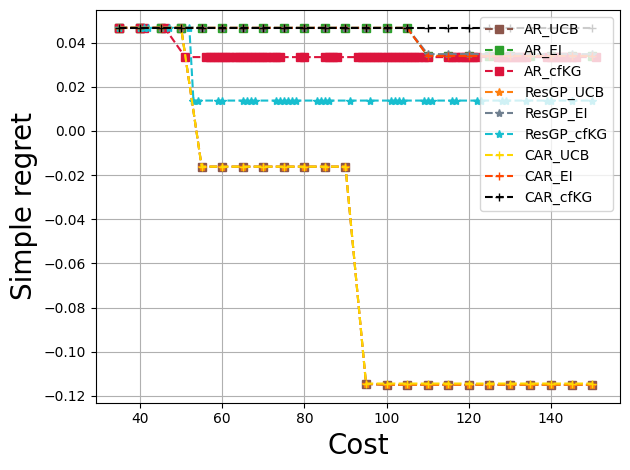 0.04
0.02
0.00
−0.02
−0.04
−0.06
−0.08
−0.10
−0.12
Simple regret
AR_UCB
AR_EI
AR_cfKG
ResGP_UCB
ResGP_EI
ResGP_cfKG
CAR_UCB
CAR_EI
CAR_cfKG
40 60 80 100 120 140
Cost